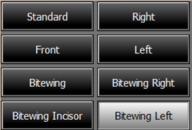 Standard Right
Front Left
Bitewing Bitewing Right
Bitewing Incisor Bitewing Left